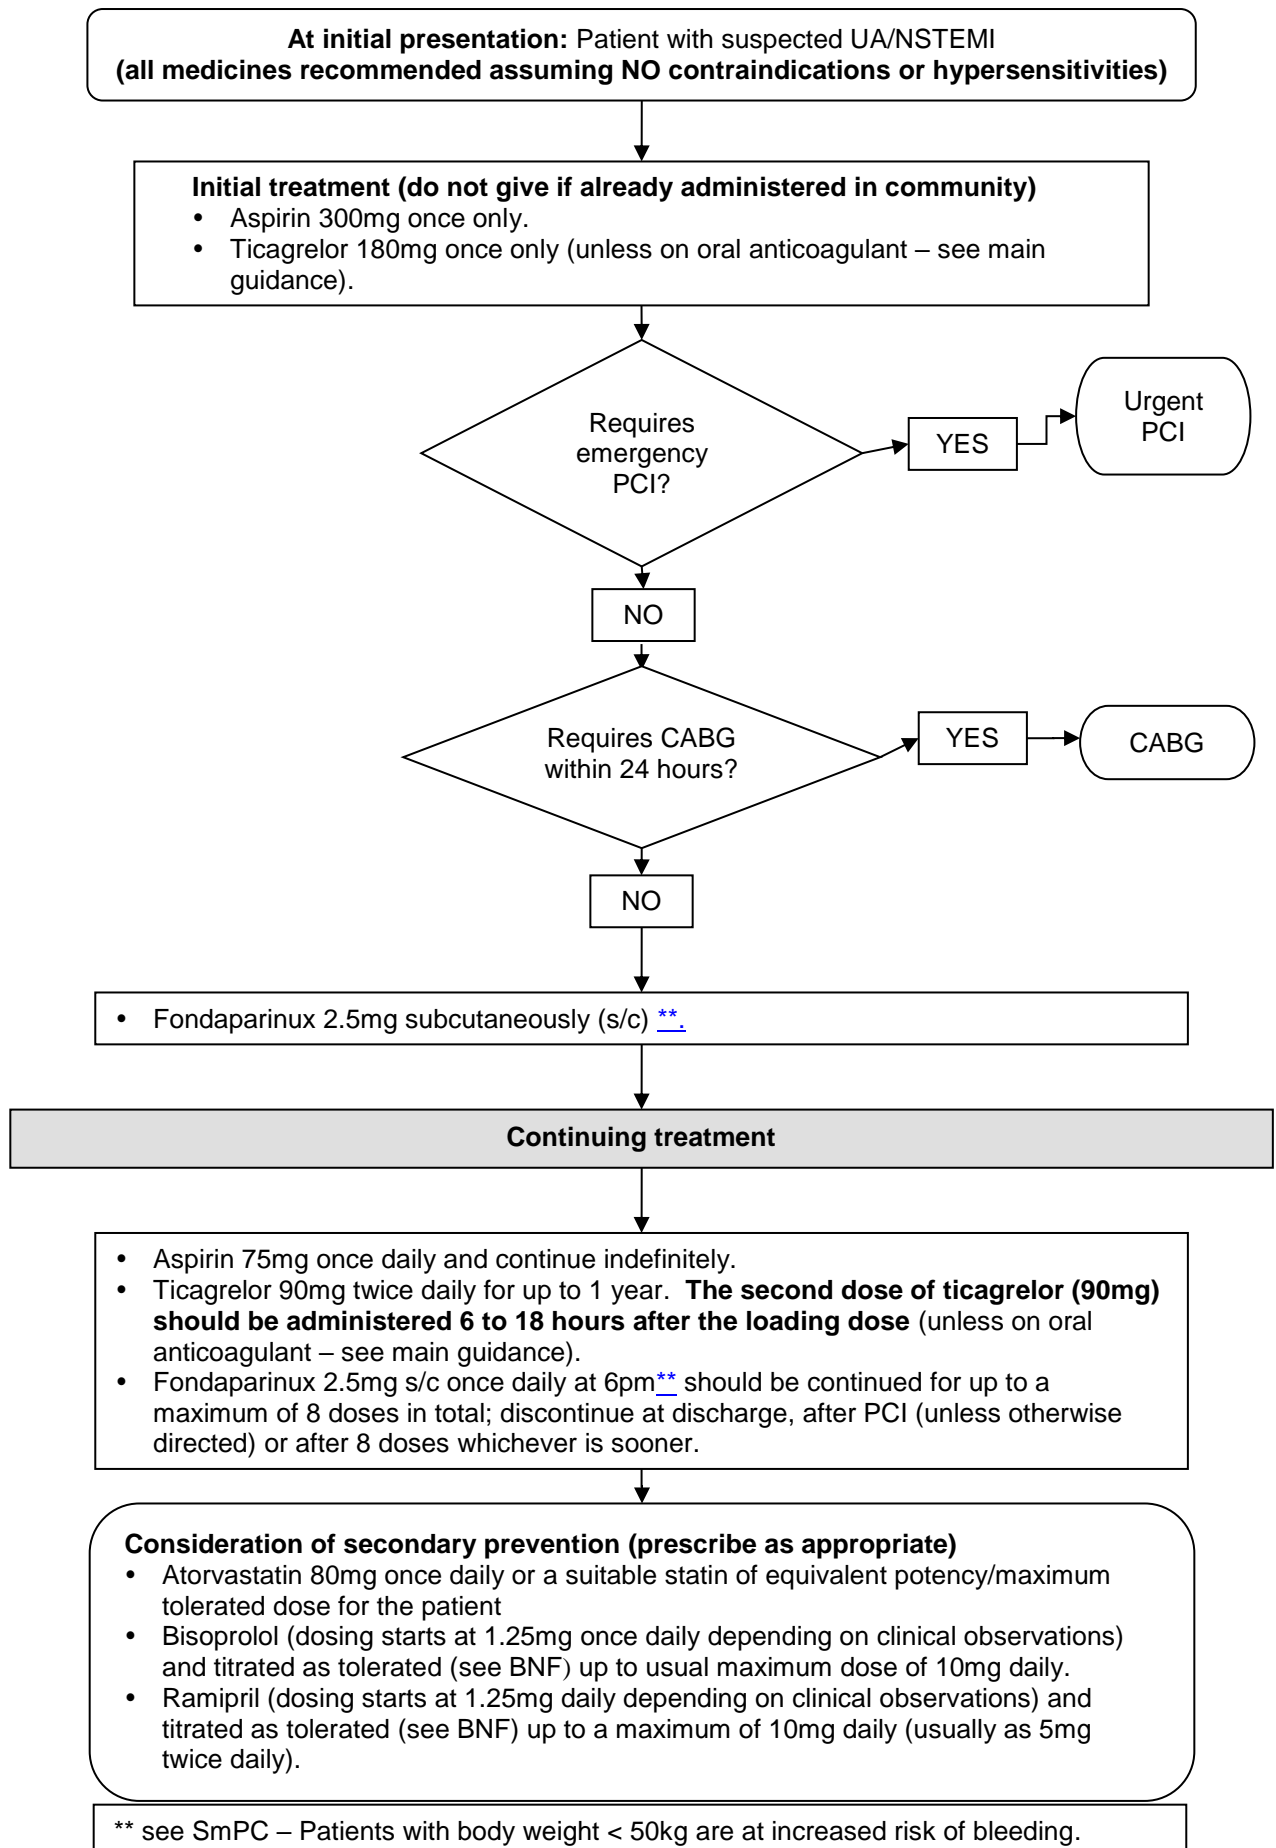 At initial presentation: Patient with suspected UA/NSTEMI
(all medicines recommended assuming NO contraindications or hypersensitivities)
Initial treatment (do not give if already administered in community)
• Aspirin 300mg once only.
• Ticagrelor 180mg once only (unless on oral anticoagulant – see main
guidance).
Requires
emergency
PCI?
YES
Urgent
PCI
NO
Requires CABG
within 24 hours?
YES
CABG
NO
• Fondaparinux 2.5mg subcutaneously (s/c) **.
Continuing treatment
• Aspirin 75mg once daily and continue indefinitely.
• Ticagrelor 90mg twice daily for up to 1 year. The second dose of ticagrelor (90mg)
should be administered 6 to 18 hours after the loading dose (unless on oral
anticoagulant – see main guidance).
• Fondaparinux 2.5mg s/c once daily at 6pm** should be continued for up to a
maximum of 8 doses in total; discontinue at discharge, after PCI (unless otherwise
directed) or after 8 doses whichever is sooner.
Consideration of secondary prevention (prescribe as appropriate)
• Atorvastatin 80mg once daily or a suitable statin of equivalent potency/maximum
tolerated dose for the patient
• Bisoprolol (dosing starts at 1.25mg once daily depending on clinical observations)
and titrated as tolerated (see BNF) up to usual maximum dose of 10mg daily.
• Ramipril (dosing starts at 1.25mg daily depending on clinical observations) and
titrated as tolerated (see BNF) up to a maximum of 10mg daily (usually as 5mg
twice daily).
** see SmPC – Patients with body weight < 50kg are at increased risk of bleeding.